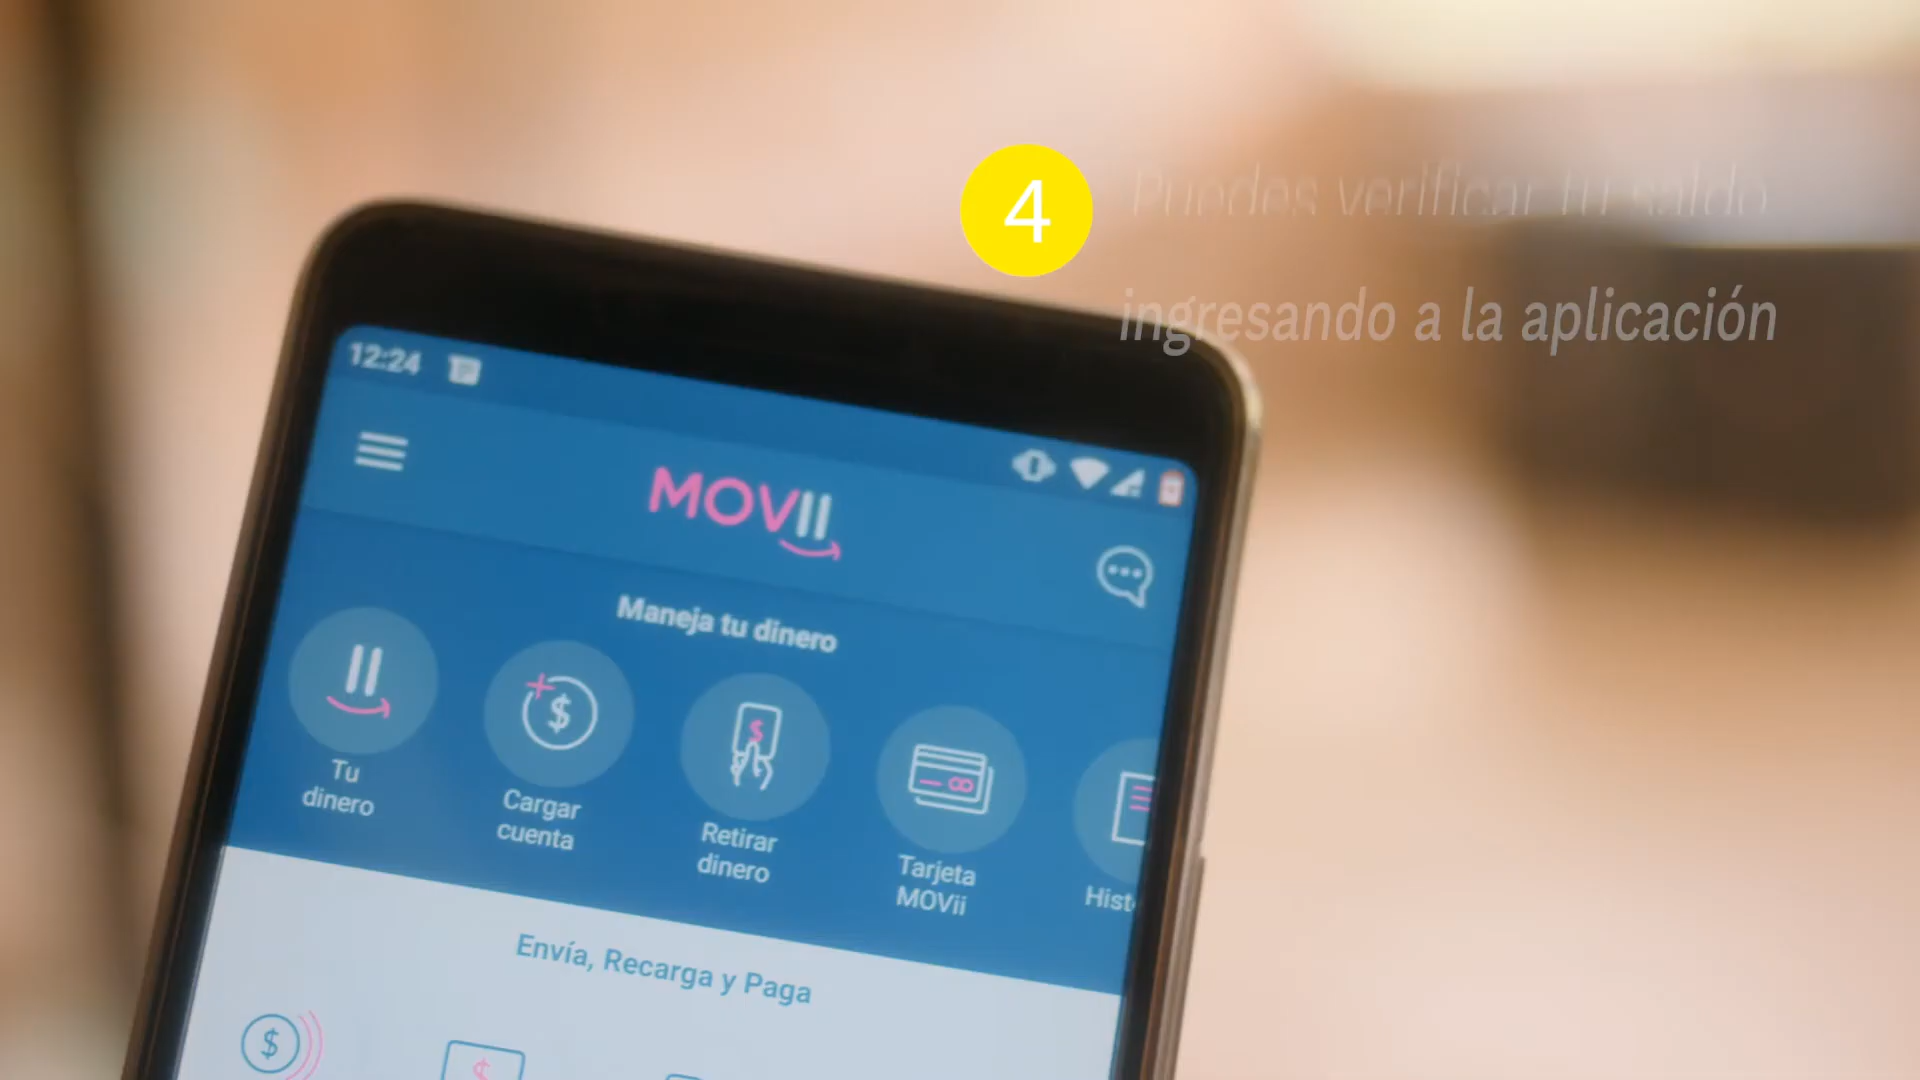 4
Puedes verificar tu saldo
ingresando a la aplicación
12:24
MOVII
Maneja tu dinero
Tu
dinero
Cargar
cuenta
Retirar
dinero
Tarjeta
MOVii
Envía, Recarga y Paga